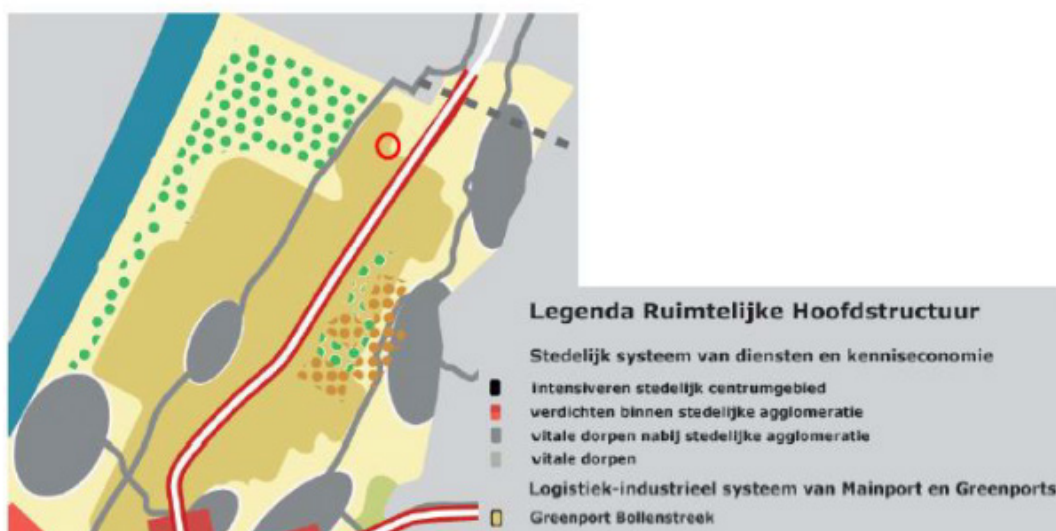 Legenda Ruimtelijke Hoofdstructuur
Stedelijk systeem van diensten en kenniseconomie
intensiveren stedelijk centrumgebied
verdichten binnen stedelijke agglomeratie
vitale dorpen nabij stedelijke agglomeratie
vitale dorpen
Logistiek-industrieel systeem van Mainport en Greenports
Greenport Bollenstreek